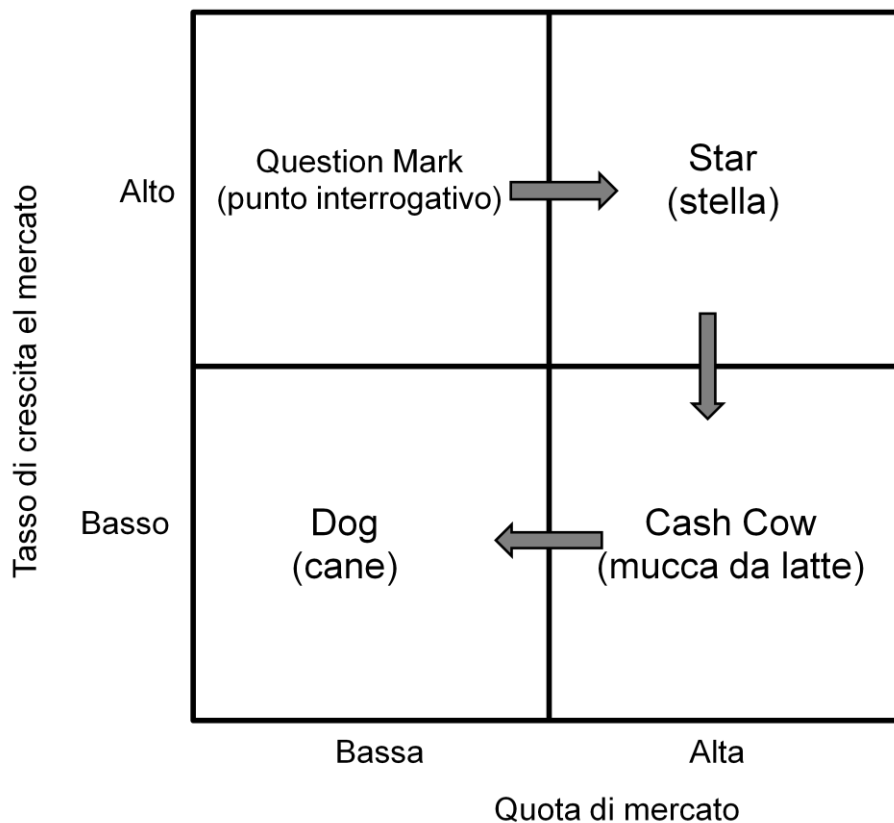 Tasso di crescita el mercato
Alto
Question Mark
(punto interrogativo)
Star
(stella)
Basso
Dog
(cane)
Cash Cow
(mucca da latte)
Bassa
Alta
Quota di mercato